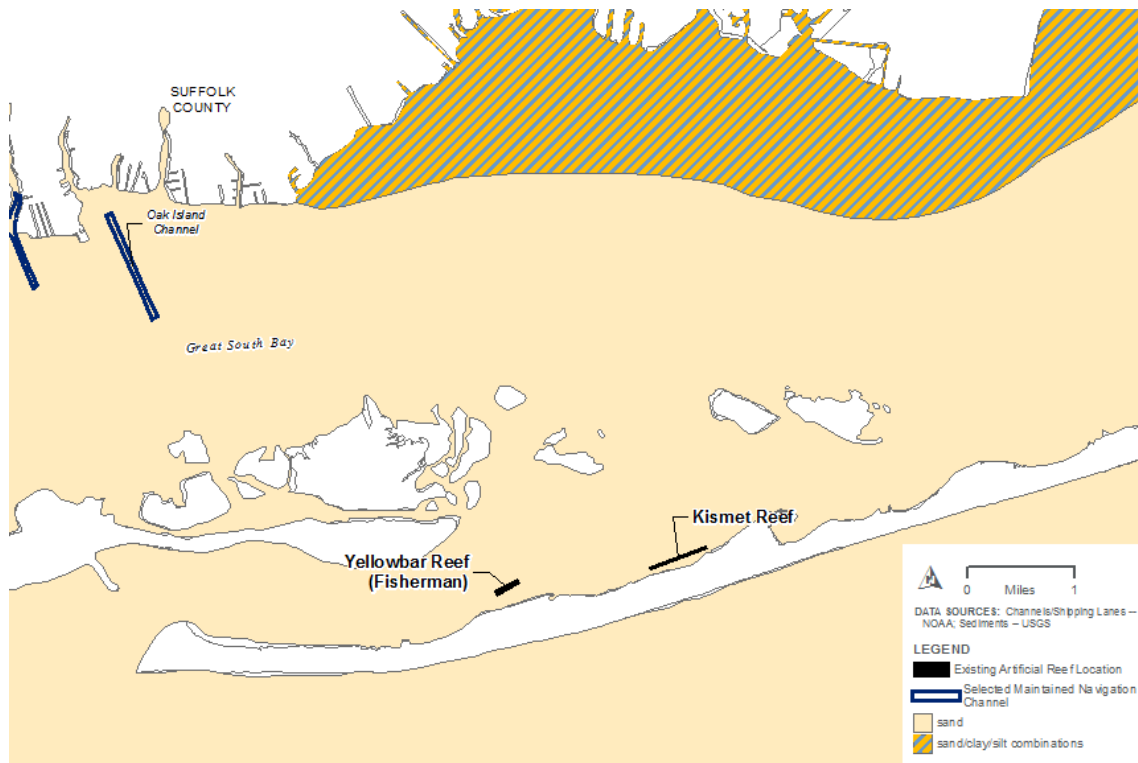 SUFFOLK
COUNTY
Oak Island
Channel
Great South Bay
Kismet Reef
Yellowbar Reef
(Fisherman)
N
0 Miles 1
DATA SOURCES: Channels/Shipping Lanes —
NOAA; Sediments – USGS
LEGEND
Existing Artificial Reef Location
Selected Maintained Navigation
Channel
sand
sand/clay/silt combinations